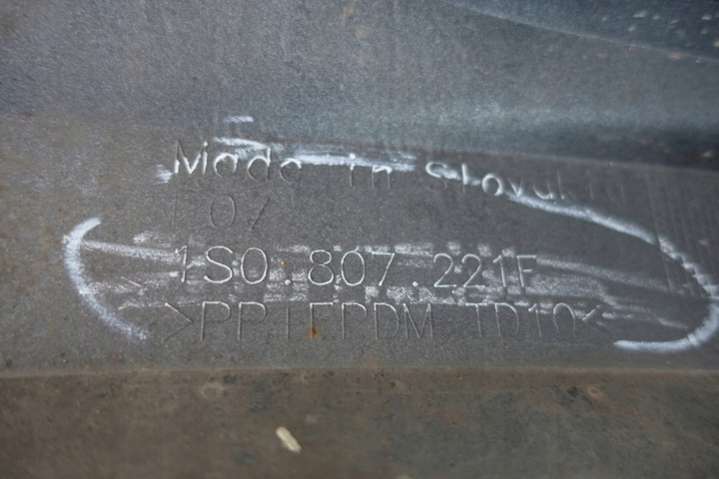 Made in Slovakia
1S0.807.221F
>PP+EPDM TD10<